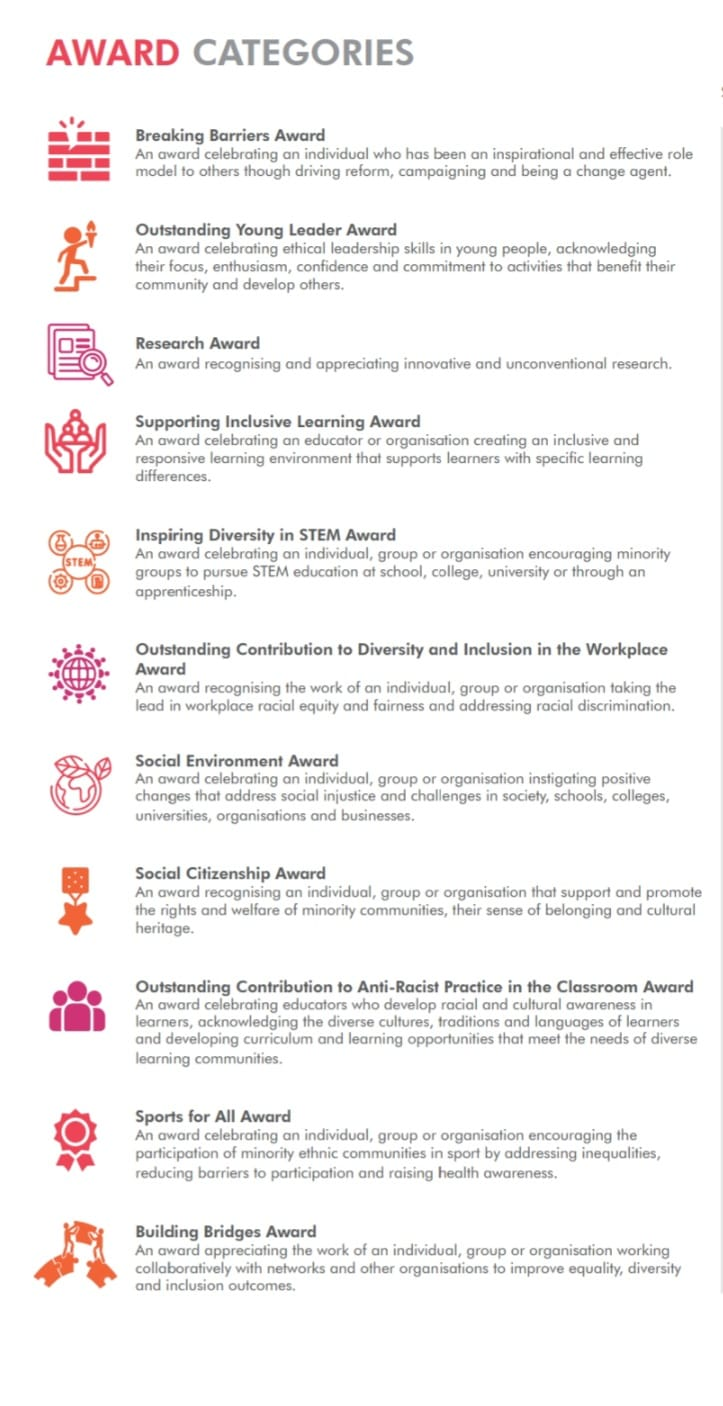 AWARD CATEGORIES
Breaking Barriers Award
An award celebrating an individual who has been an inspirational and effective role
model to others though driving reform, campaigning and being a change agent.
Outstanding Young Leader Award
An award celebrating ethical leadership skills in young people, acknowledging
their focus, enthusiasm, confidence and commitment to activities that benefit their
community and develop others.
Research Award
An award recognising and appreciating innovative and unconventional research.
Supporting Inclusive Learning Award
An award celebrating an educator or organisation creating an inclusive and
responsive learning environment that supports learners with specific learning
differences.
STEM
Inspiring Diversity in STEM Award
An award celebrating an individual, group or organisation encouraging minority
groups to pursue STEM education at school, college, university or through an
apprenticeship.
Outstanding Contribution to Diversity and Inclusion in the Workplace
Award
An award recognising the work of an individual, group or organisation taking the
lead in workplace racial equity and fairness and addressing racial discrimination.
Social Environment Award
An award celebrating an individual, group or organisation instigating positive
changes that address social injustice and challenges in society, schools, colleges,
universities, organisations and businesses.
Social Citizenship Award
An award recognising an individual, group or organisation that support and promote
the rights and welfare of minority communities, their sense of belonging and cultural
heritage.
Outstanding Contribution to Anti-Racist Practice in the Classroom Award
An award celebrating educators who develop racial and cultural awareness in
learners, acknowledging the diverse cultures, traditions and languages of learners
and developing curriculum and learning opportunities that meet the needs of diverse
learning communities.
Sports for All Award
An award celebrating an individual, group or organisation encouraging the
participation of minority ethnic communities in sport by addressing inequalities,
reducing barriers to participation and raising health awareness.
Building Bridges Award
An award appreciating the work of an individual, group or organisation working
collaboratively with networks and other organisations to improve equality, diversity
and inclusion outcomes.